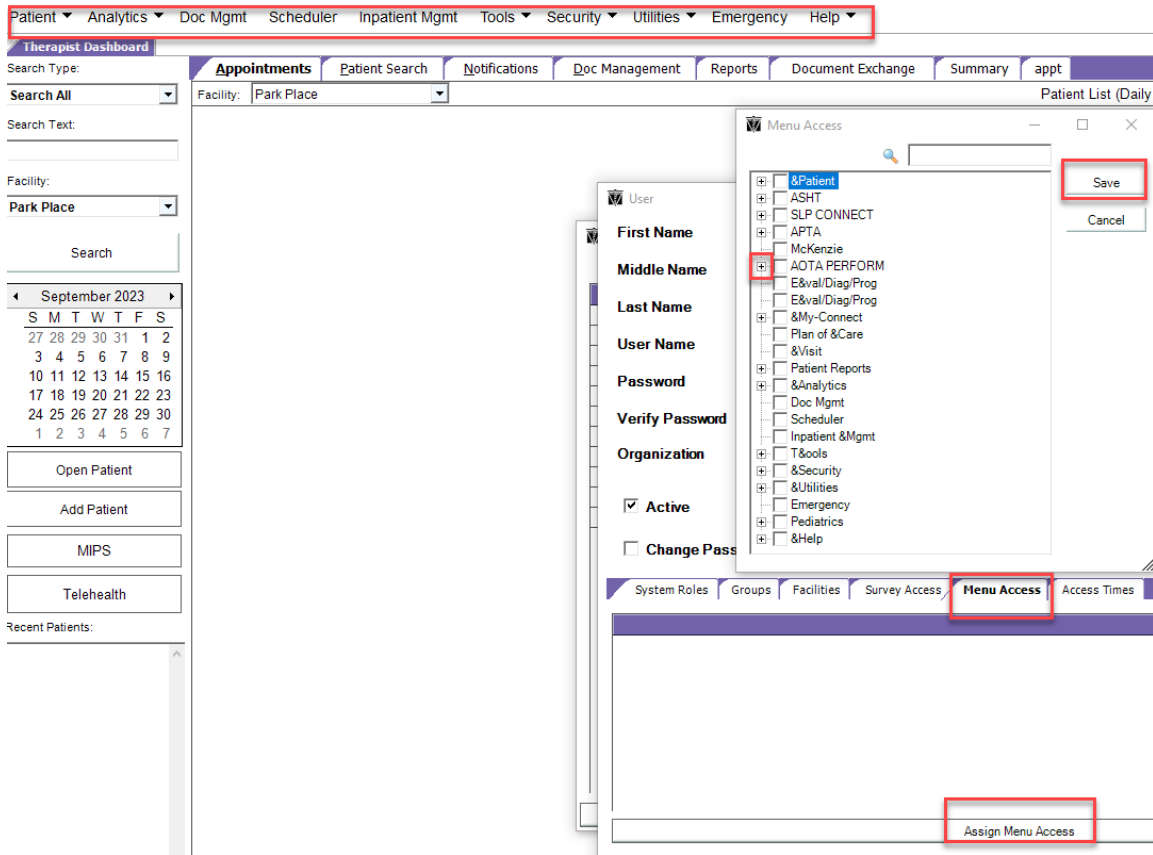 Patient Analytics Doc Mgmt Scheduler Inpatient Mgmt Tools Security Utilities Emergency Help
Therapist Dashboard
Search Type:
Search All
Search Text:
Facility:
Park Place
Search
September 2023
S M T W T F S
27 28 29 30 31 1 2
3 4 5 6 7 8 9
10 11 12 13 14 15 16
17 18 19 20 21 22 23
24 25 26 27 28 29 30
1 2 3 4 5 6 7
Open Patient
Add Patient
MIPS
Telehealth
Recent Patients:
Appointments Patient Search Notifications Doc Management Reports Document Exchange Summary appt
Facility: Park Place
Patient List (Daily
User
First Name
Middle Name
Last Name
User Name
Password
Verify Password
Organization
Active
Change Pass
Menu Access
&Patient
ASHT
SLP CONNECT
APTA
McKenzie
AOTA PERFORM
E&val/Diag/Prog
E&val/Diag/Prog
&My-Connect
Plan of &Care
&Visit
Patient Reports
&Analytics
Doc Mgmt
Scheduler
Inpatient &Mgmt
T&ools
&Security
&Utilities
Emergency
Pediatrics
&Help
Save
Cancel
System Roles Groups Facilities Survey Access Menu Access Access Times
Assign Menu Access